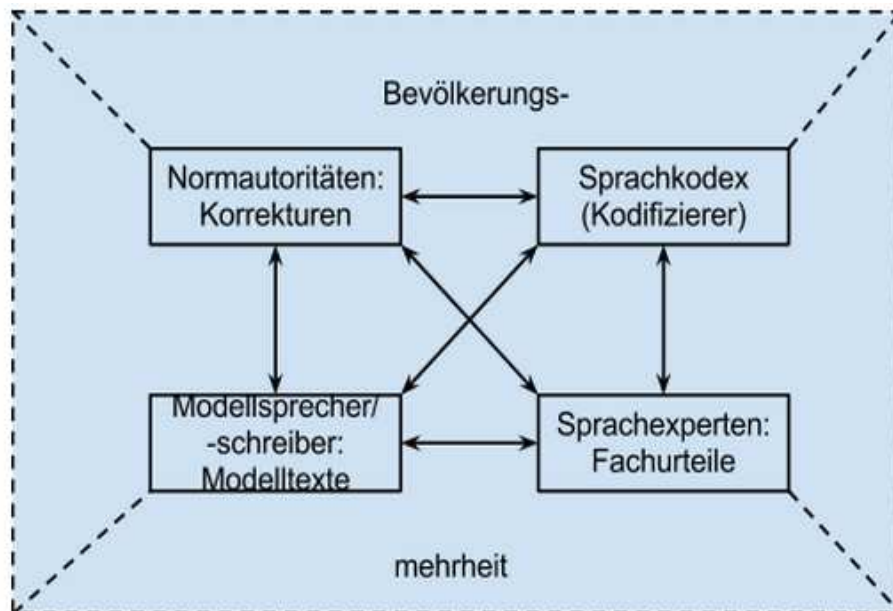 Bevölkerungs-
Normautoritäten:
Korrekturen
Sprachkodex
(Kodifizierer)
Modellsprecher/
-schreiber:
Modelltexte
Sprachexperten:
Fachurteile
mehrheit